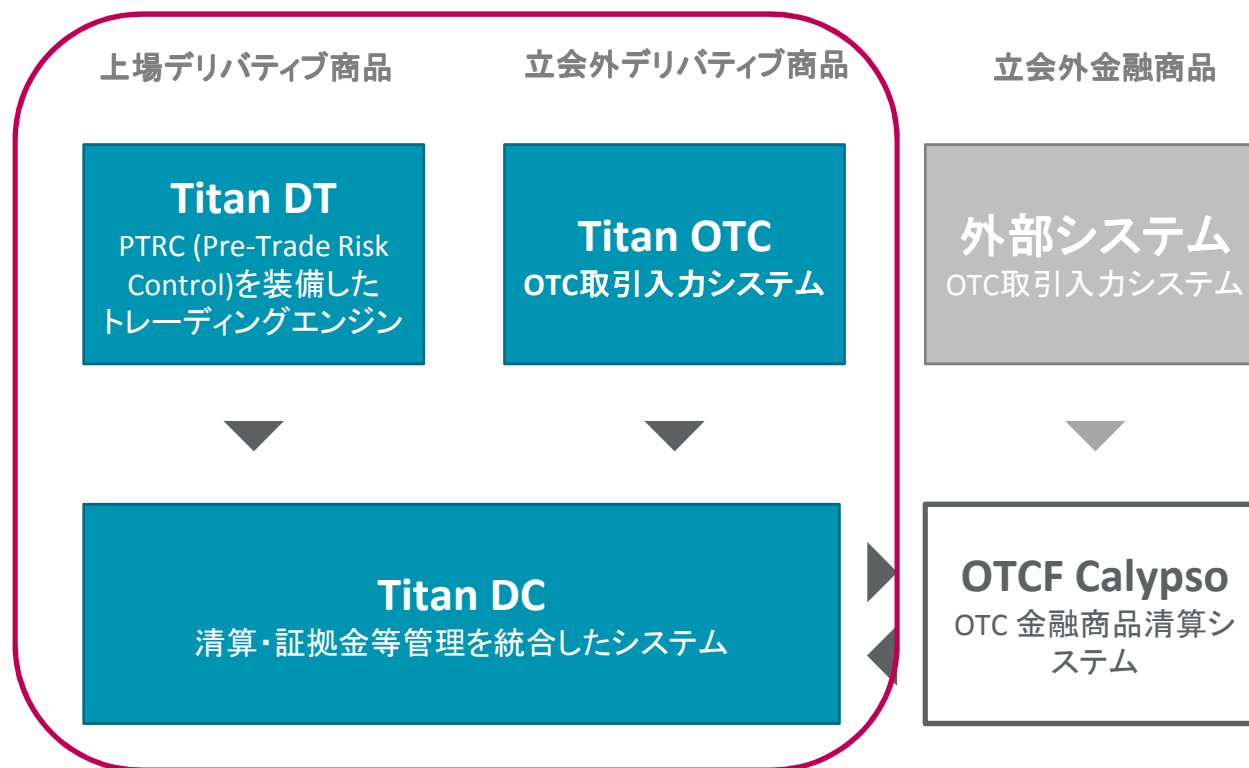 上場デリバティブ商品
立会外デリバティブ商品
立会外金融商品
Titan DT
PTRC (Pre-Trade Risk
Control)を装備した
トレーディングエンジン
Titan OTC
OTC取引入力システム
外部システム
OTC取引入力システム
Titan DC
清算・証拠金等管理を統合したシステム
OTCF Calypso
OTC 金融商品清算シ
ステム